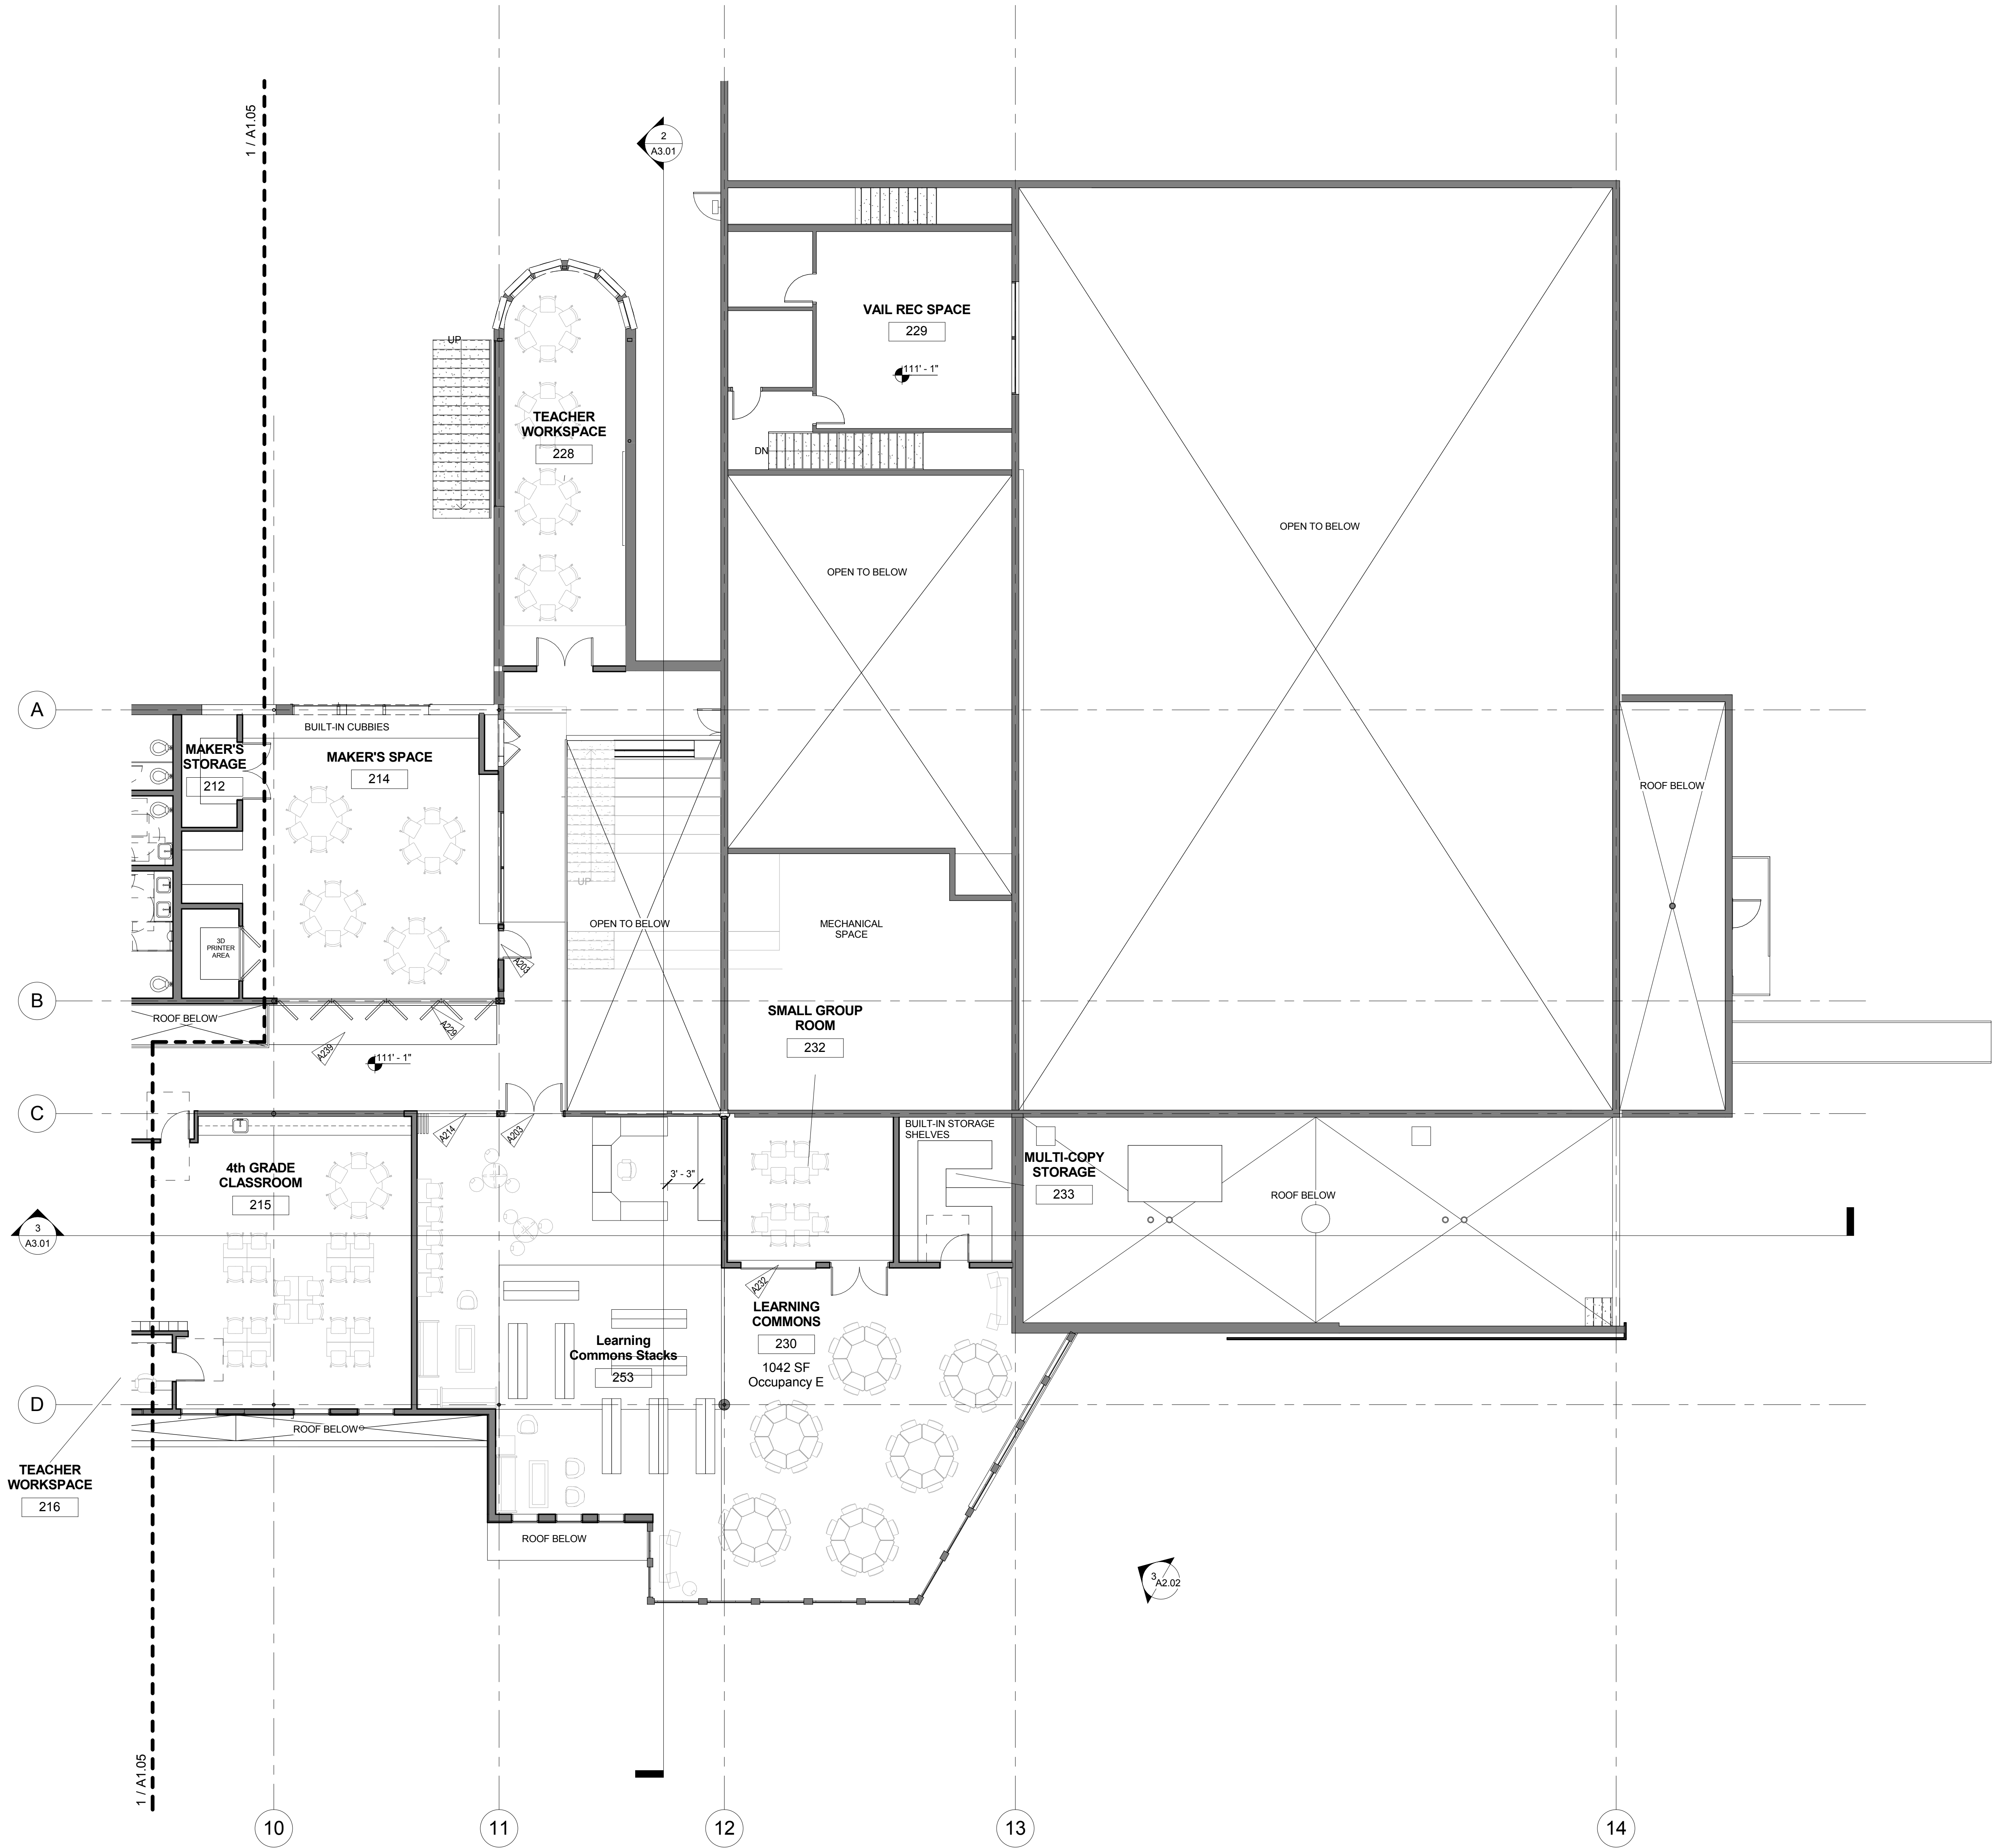 1 / A1.05
2
A3.01
VAIL REC SPACE
229
111' - 1"
UP
TEACHER
WORKSPACE
228
DN
OPEN TO BELOW
OPEN TO BELOW
A
BUILT-IN CUBBIES
MAKER'S
STORAGE
212
MAKER'S SPACE
214
ROOF BELOW
UP
OPEN TO BELOW
MECHANICAL
SPACE
3D
PRINTER
AREA
A203
B
ROOF BELOW
A229
A239
111' - 1"
SMALL GROUP
ROOM
232
C
A214
A203
BUILT-IN STORAGE
SHELVES
4th GRADE
CLASSROOM
215
3' - 3"
MULTI-COPY
STORAGE
233
ROOF BELOW
3
A3.01
A232
LEARNING
COMMONS
230
1042 SF
Occupancy E
Learning
Commons Stacks
253
D
ROOF BELOW
TEACHER
WORKSPACE
216
ROOF BELOW
3
A2.02
1 / A1.05
10
11
12
13
14